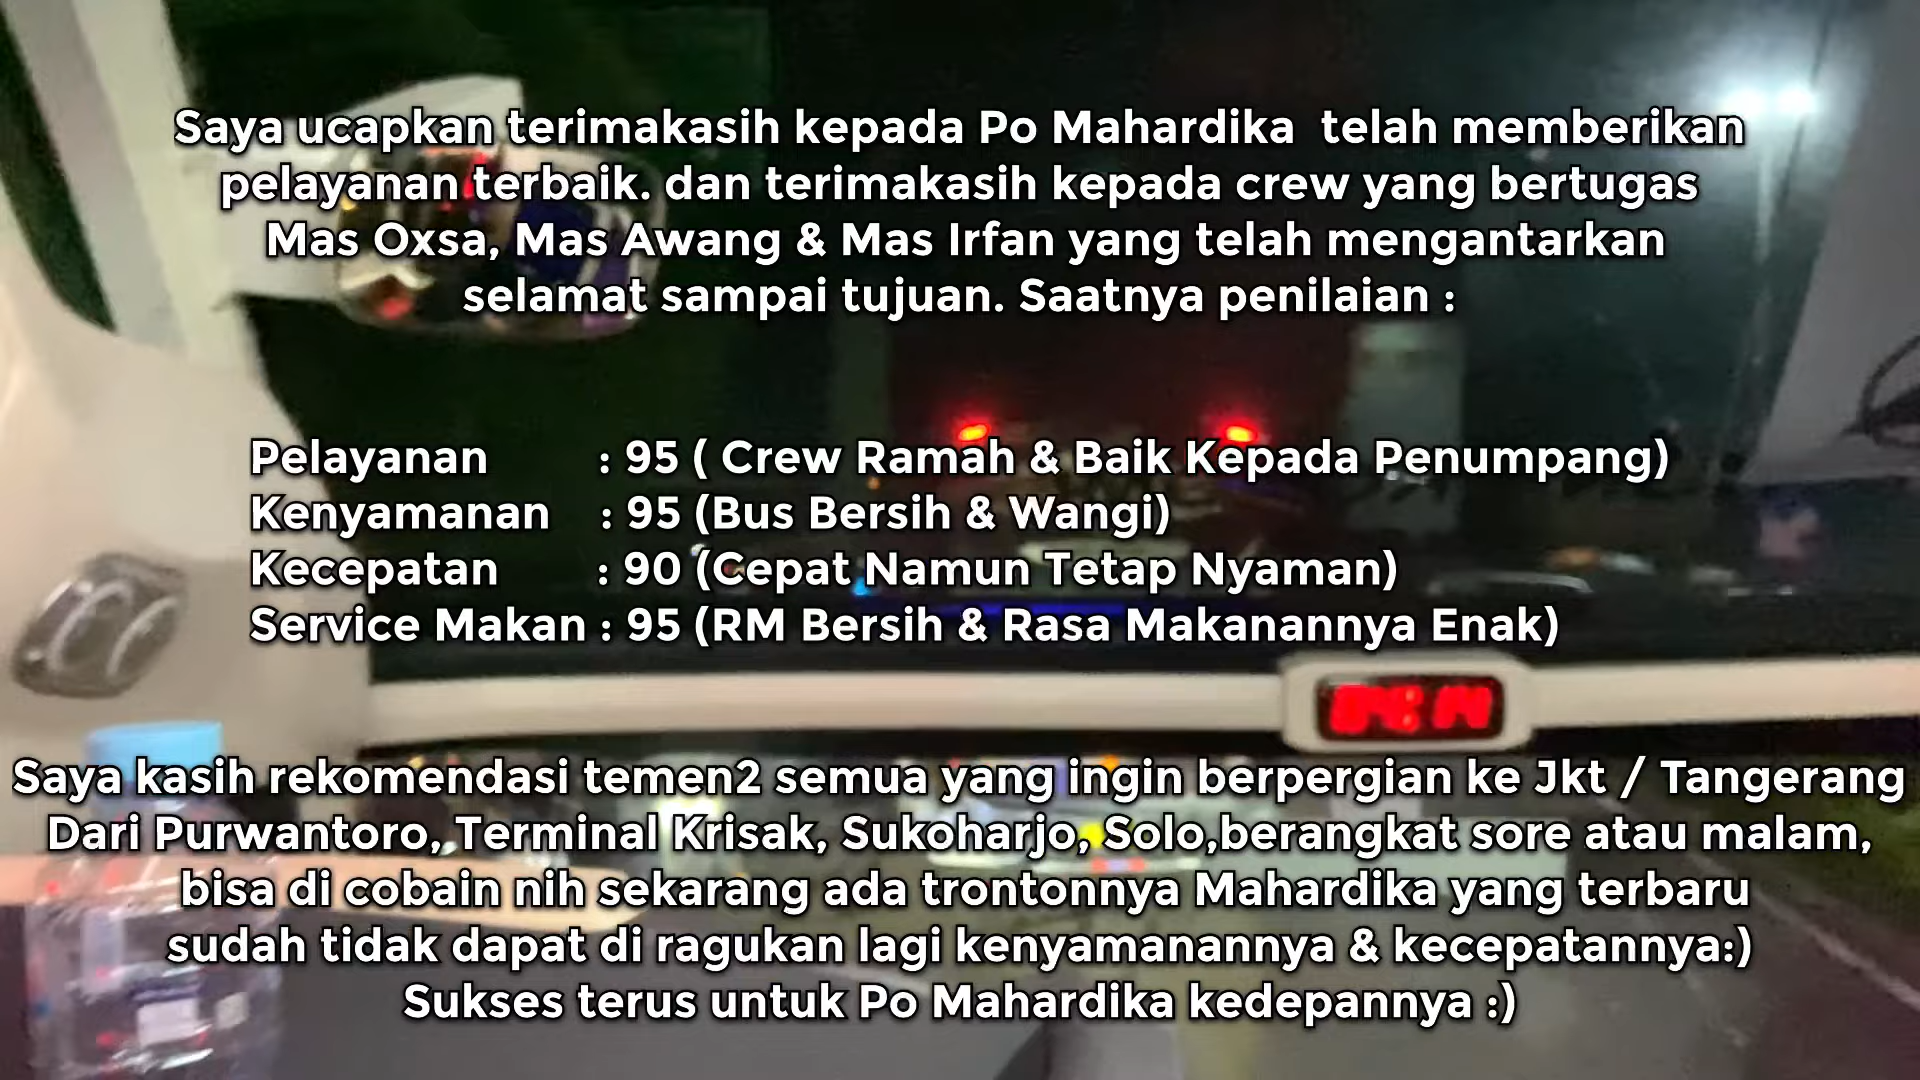 Saya ucapkan terimakasih kepada Po Mahardika  telah memberikan
pelayanan terbaik. dan terimakasih kepada crew yang bertugas
Mas Oxsa, Mas Awang & Mas Irfan yang telah mengantarkan
selamat sampai tujuan. Saatnya penilaian :
Pelayanan : 95 ( Crew Ramah & Baik Kepada Penumpang)
Kenyamanan : 95 (Bus Bersih & Wangi)
Kecepatan : 90 (Cepat Namun Tetap Nyaman)
Service Makan : 95 (RM Bersih & Rasa Makanannya Enak)
Saya kasih rekomendasi temen2 semua yang ingin berpergian ke Jkt / Tangerang
Dari Purwantoro, Terminal Krisak, Sukoharjo, Solo,berangkat sore atau malam,
bisa di cobain nih sekarang ada trontonnya Mahardika yang terbaru
sudah tidak dapat di ragukan lagi kenyamanannya & kecepatannya:)
Sukses terus untuk Po Mahardika kedepannya :)